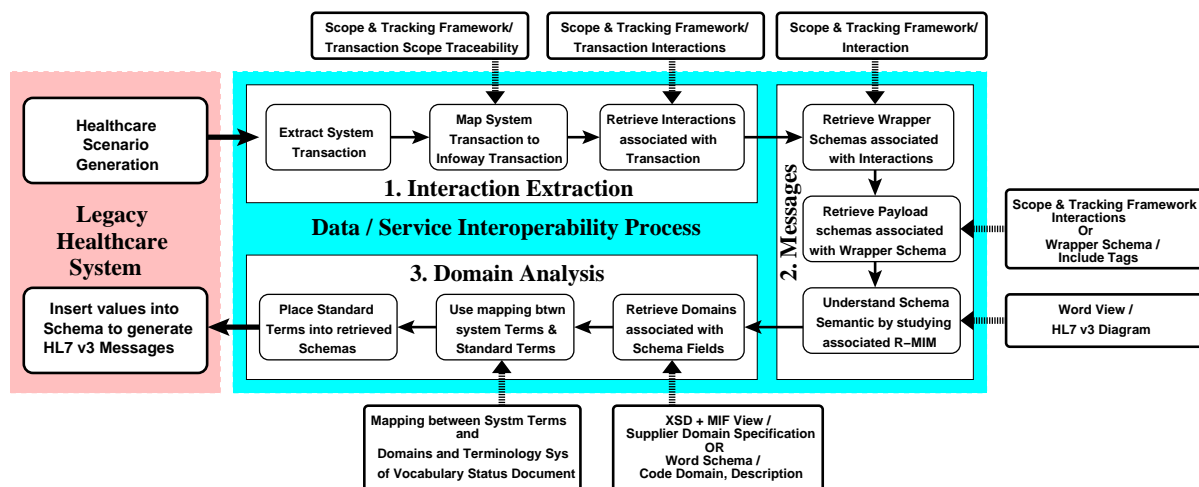 Scope & Tracking Framework/
Transaction Scope Traceability
Scope & Tracking Framework/
Transaction Interactions
Scope & Tracking Framework/
Interaction
Healthcare
Scenario
Generation
Extract System
Transaction
Map System
Transaction to
Infoway Transaction
Retrieve Interactions
associated with
Transaction
Retrieve Wrapper
Schemas associated
with Interactions
1. Interaction Extraction
2. Messages
Legacy
Healthcare
System
Data / Service Interoperability Process
Retrieve Payload
schemas associated
with Wrapper Schema
Scope & Tracking Framework
Interactions
Or
Wrapper Schema /
Include Tags
3. Domain Analysis
Insert values into
Schema to generate
HL7 v3 Messages
Place Standard
Terms into retrieved
Schemas
Use mapping btwn
system Terms &
Standard Terms
Retrieve Domains
associated with
Schema Fields
Understand Schema
Semantic by studying
associated R−MIM
Word View /
HL7 v3 Diagram
Mapping between Systm Terms
and
Domains and Terminology Sys
of Vocabulary Status Document
XSD + MIF View /
Supplier Domain Specification
OR
Word Schema /
Code Domain, Description